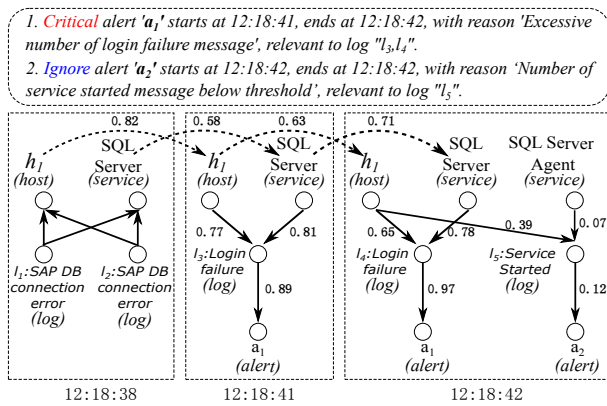 1. Critical alert 'a1' starts at 12:18:41, ends at 12:18:42, with reason 'Excessive
number of login failure message', relevant to log "l3,l4".
2. Ignore alert 'a2' starts at 12:18:42, ends at 12:18:42, with reason ‘Number of
service started message below threshold’, relevant to log "l5".
0.82 0.58 0.63 0.71
h1
(host)
SQL
Server
(service)
h1
(host)
SQL
Server
(service)
h1
(host)
SQL
Server
(service)
SQL Server
Agent
(service)
0.77 0.81 0.65 0.78 0.39 0.07
l1:SAP DB
connection
error
(log)
l2:SAP DB
connection
error
(log)
l3:Login
failure
(log)
l4:Login
failure
(log)
l5:Service
Started
(log)
0.89 0.97 0.12
a1
(alert)
a1
(alert)
a2
(alert)
12:18:38 12:18:41 12:18:42